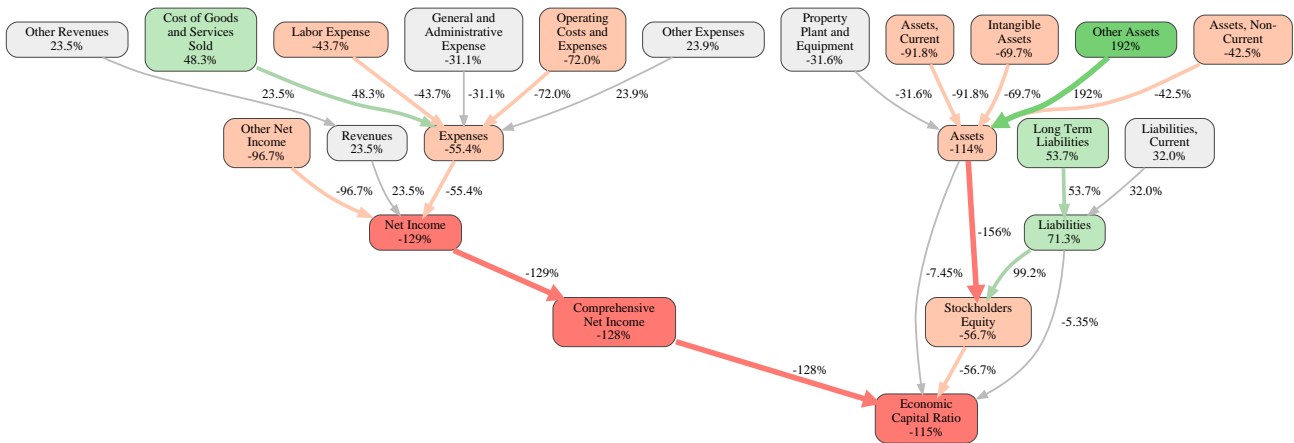 Other Revenues
23.5%
Cost of Goods
and Services
Sold
48.3%
Labor Expense
-43.7%
General and
Administrative
Expense
-31.1%
Operating
Costs and
Expenses
-72.0%
Other Expenses
23.9%
Property
Plant and
Equipment
-31.6%
Assets,
Current
-91.8%
Intangible
Assets
-69.7%
Other Assets
192%
Assets, Non-
Current
-42.5%
23.5%
48.3%
-43.7%
-31.1%
-72.0%
23.9%
-31.6%
-91.8%
-69.7%
192%
-42.5%
Other Net
Income
-96.7%
Revenues
23.5%
Expenses
-55.4%
Assets
-114%
Long Term
Liabilities
53.7%
Liabilities,
Current
32.0%
-96.7%
23.5%
-55.4%
53.7%
32.0%
Net Income
-129%
-156%
Liabilities
71.3%
-129%
-7.45%
99.2%
Comprehensive
Net Income
-128%
Stockholders
Equity
-56.7%
-5.35%
-128%
-56.7%
Economic
Capital Ratio
-115%